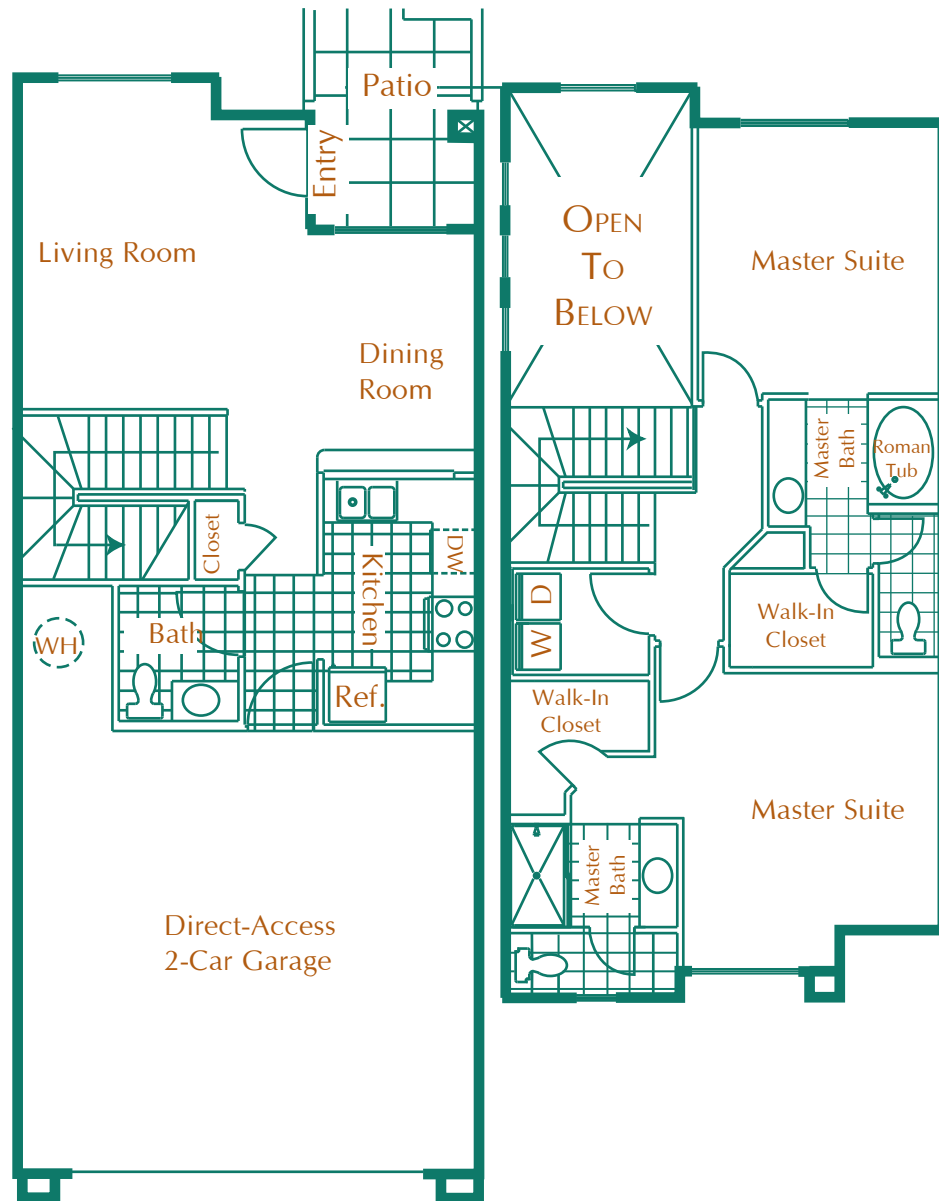 Patio
Entry
Living Room
Dining
Room
Closet
Kitchen
DW
WH
Bath
Ref.
Direct-Access
2-Car Garage
OPEN
TO
BELOW
Master Suite
Master
Bath
Roman
Tub
D
W
Walk-In
Closet
Walk-In
Closet
Master Suite
Master
Bath